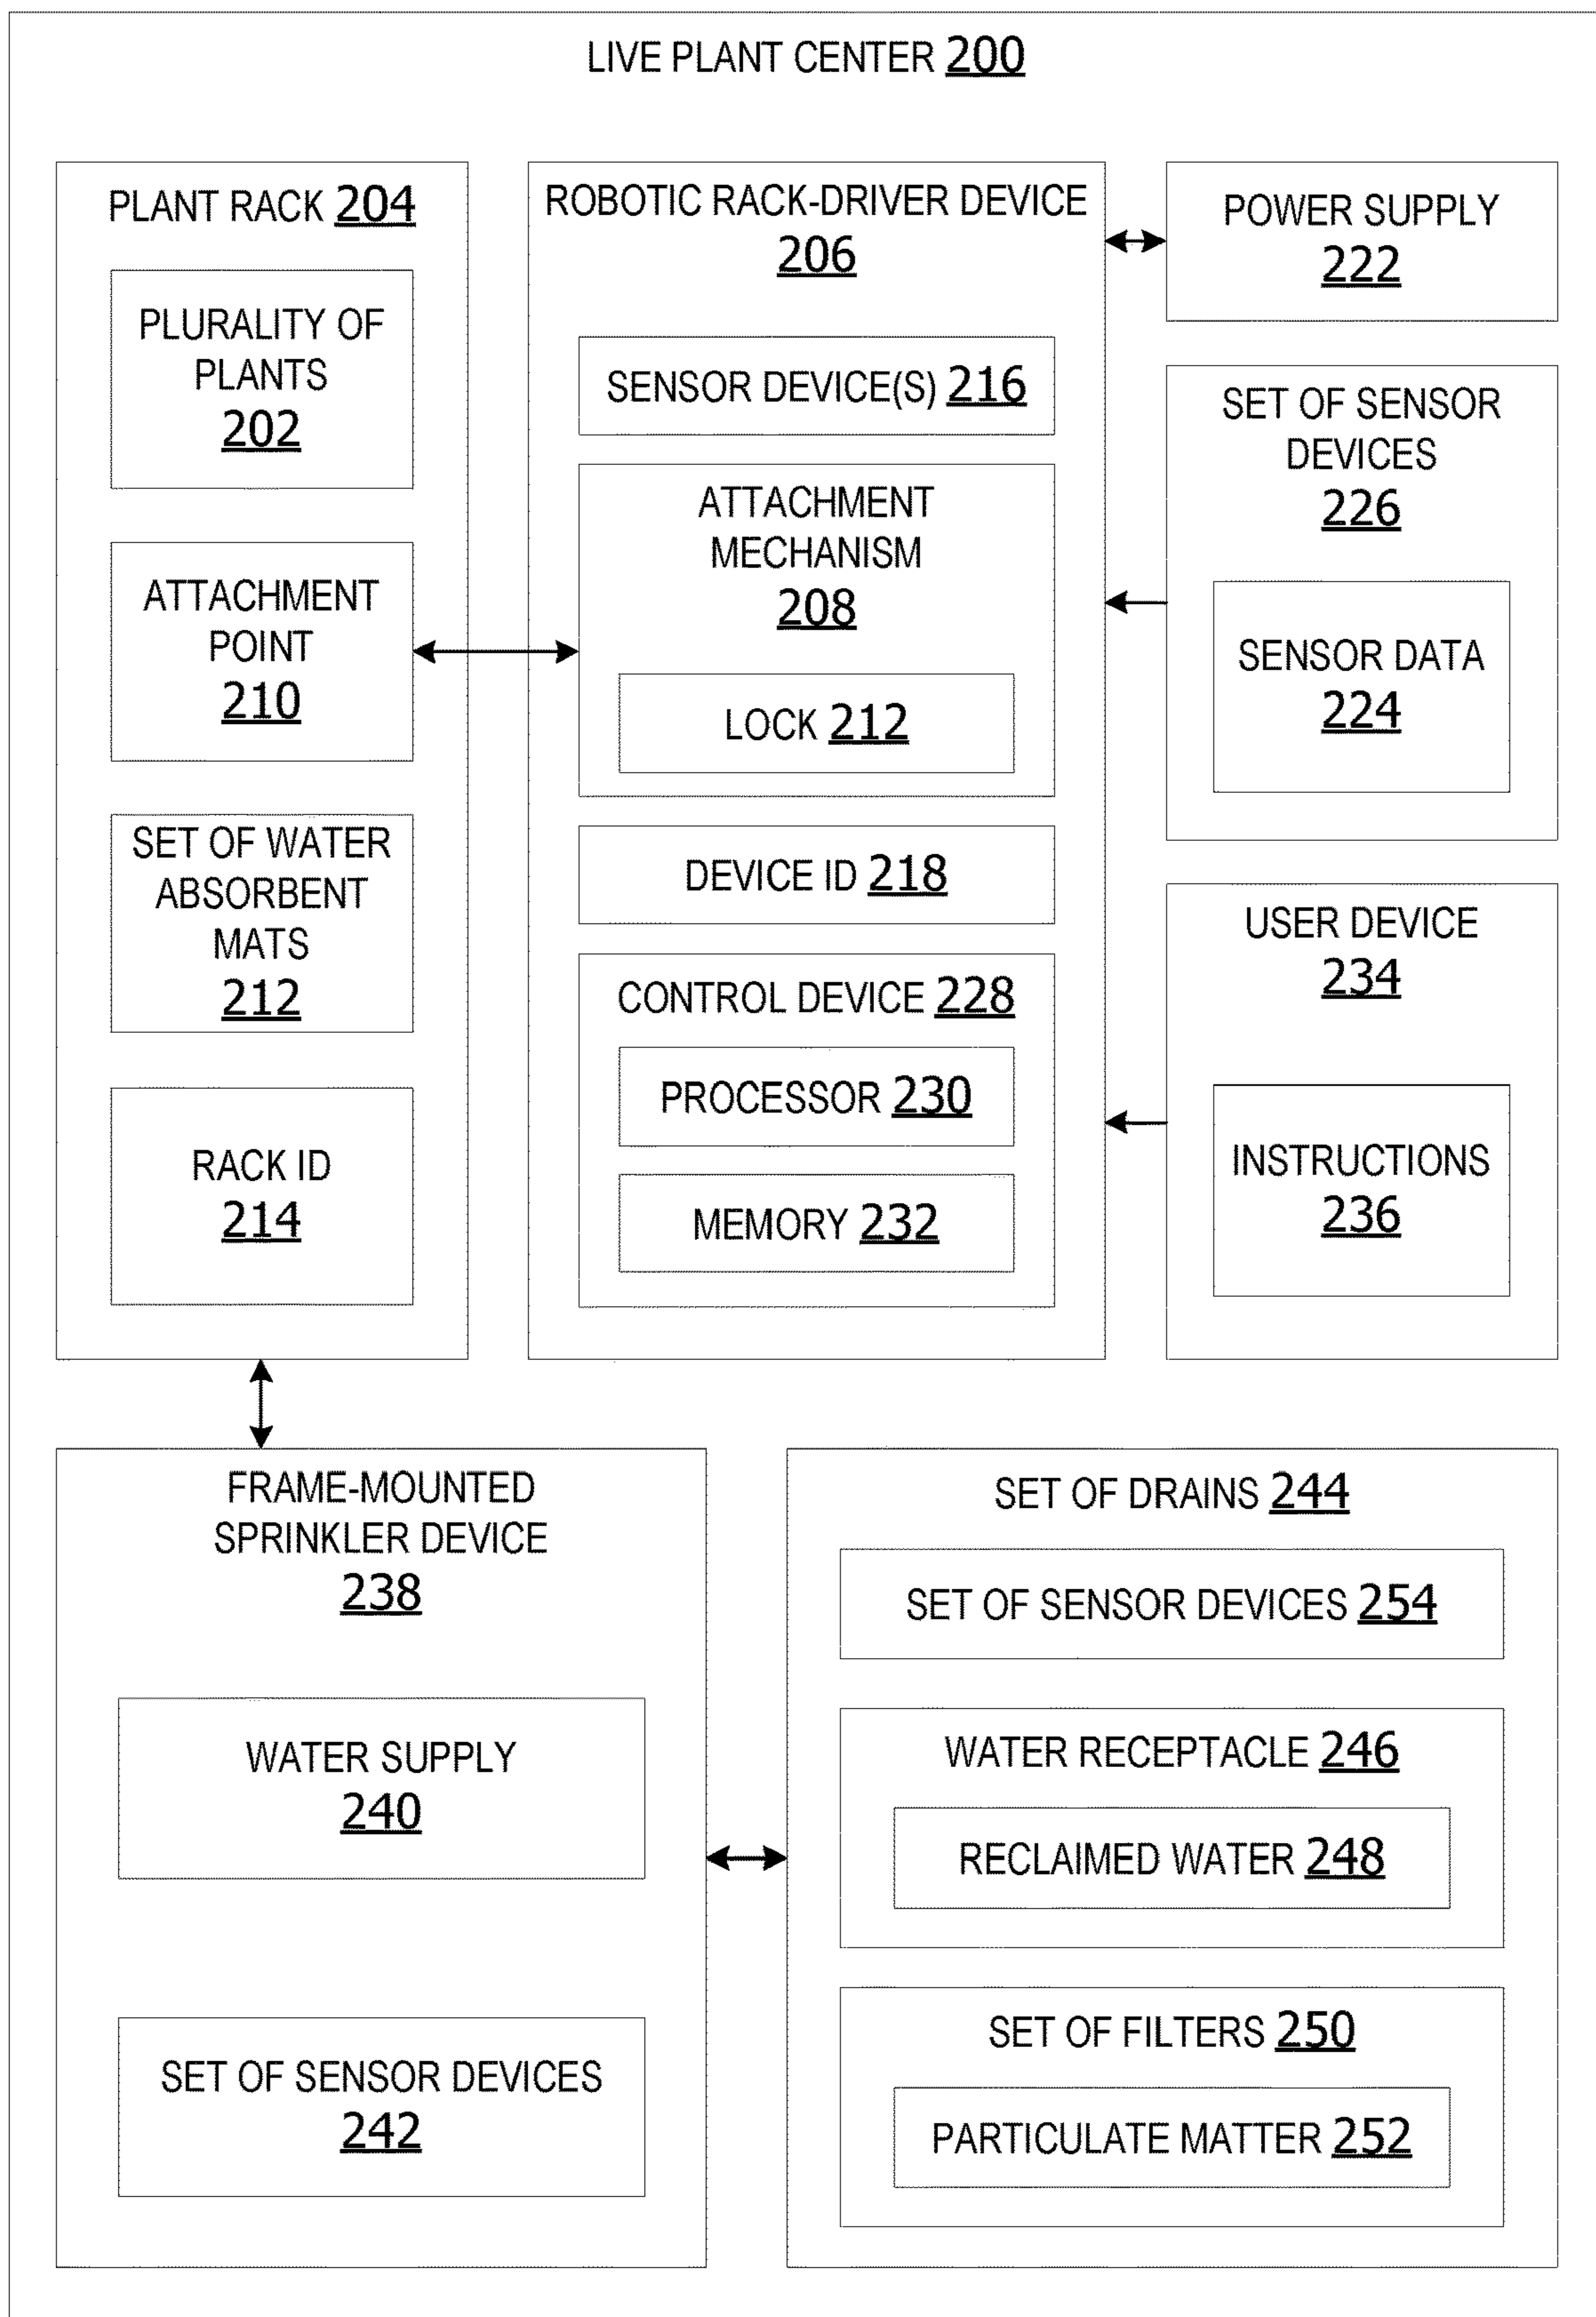 LIVE PLANT CENTER 200
PLANT RACK 204
PLURALITY OF
PLANTS
202
ATTACHMENT
POINT
210
SET OF WATER
ABSORBENT
MATS
212
RACK ID
214
ROBOTIC RACK-DRIVER DEVICE
206
SENSOR DEVICE(S) 216
ATTACHMENT
MECHANISM
208
LOCK 212
DEVICE ID 218
CONTROL DEVICE 228
PROCESSOR 230
MEMORY 232
POWER SUPPLY
222
SET OF SENSOR
DEVICES
226
SENSOR DATA
224
USER DEVICE
234
INSTRUCTIONS
236
FRAME-MOUNTED
SPRINKLER DEVICE
238
WATER SUPPLY
240
SET OF SENSOR DEVICES
242
SET OF DRAINS 244
SET OF SENSOR DEVICES 254
WATER RECEPTACLE 246
RECLAIMED WATER 248
SET OF FILTERS 250
PARTICULATE MATTER 252